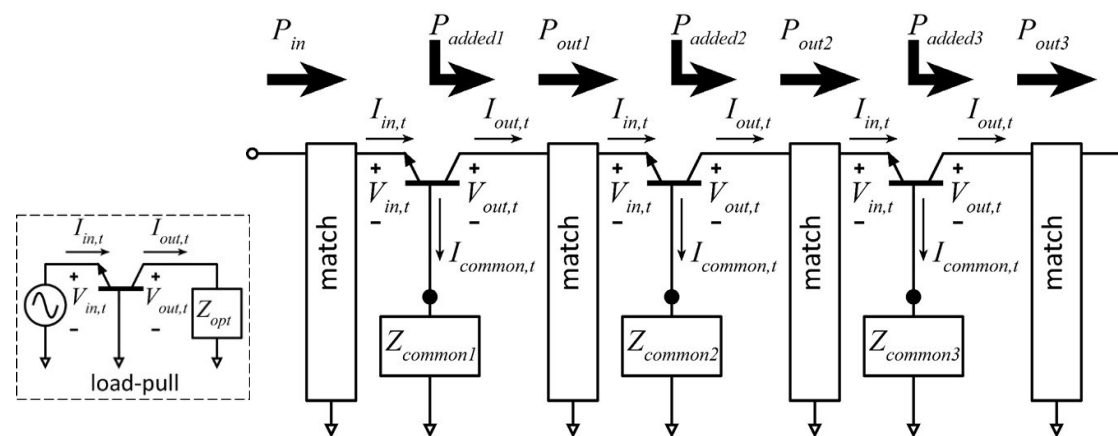 P_in P_added1 P_out1 P_added2 P_out2 P_added3 P_out3
I_in,t I_out,t I_in,t I_out,t I_in,t I_out,t
+ + + + + +
V_in,t V_out,t V_in,t V_out,t V_in,t V_out,t
− − − − − −
match match match match
I_common,t I_common,t I_common,t
Z_common1 Z_common2 Z_common3
I_in,t I_out,t
+ +
V_in,t V_out,t Z_opt
− −
load-pull